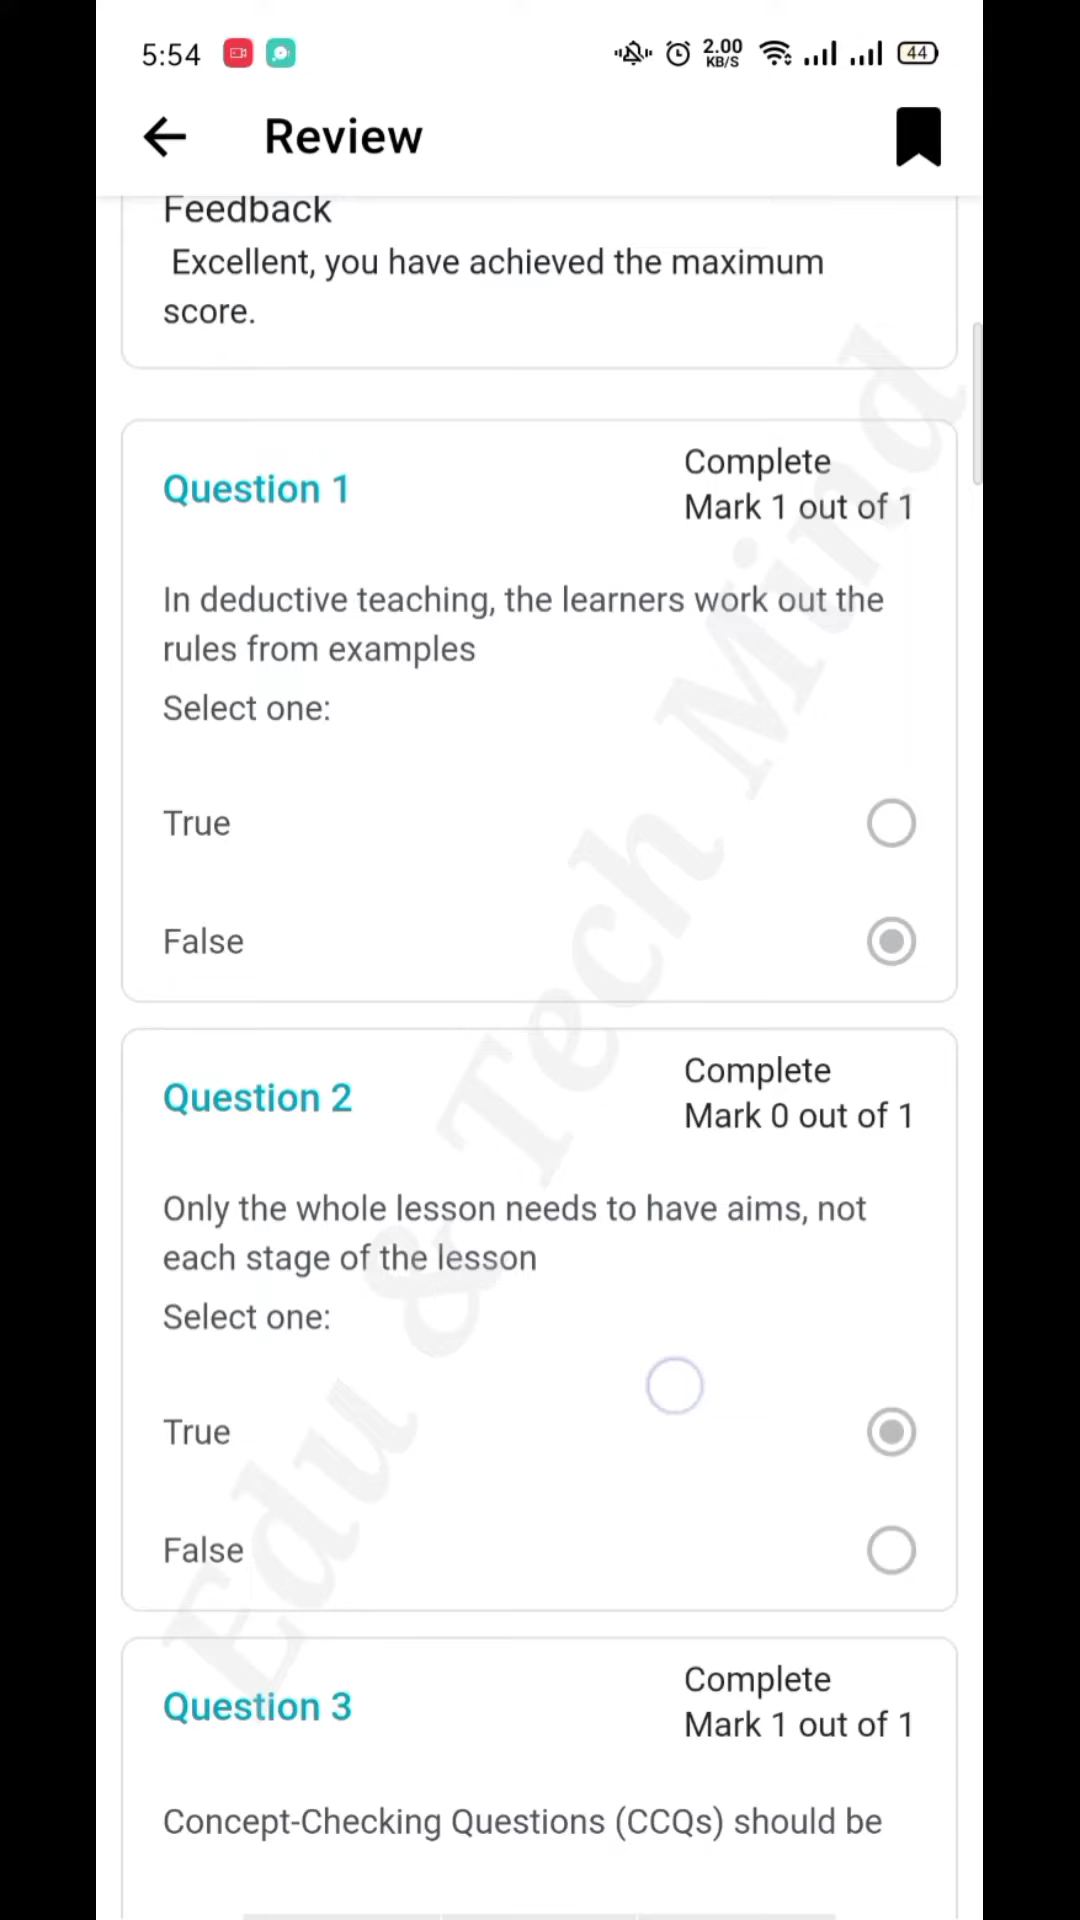 5:54 2.00 KB/S 44
Review
Feedback
Excellent, you have achieved the maximum
score.
Question 1
Complete
Mark 1 out of 1
In deductive teaching, the learners work out the
rules from examples
Select one:
True
False
Question 2
Complete
Mark 0 out of 1
Only the whole lesson needs to have aims, not
each stage of the lesson
Select one:
True
False
Question 3
Complete
Mark 1 out of 1
Concept-Checking Questions (CCQs) should be
Edu & Tech Mind